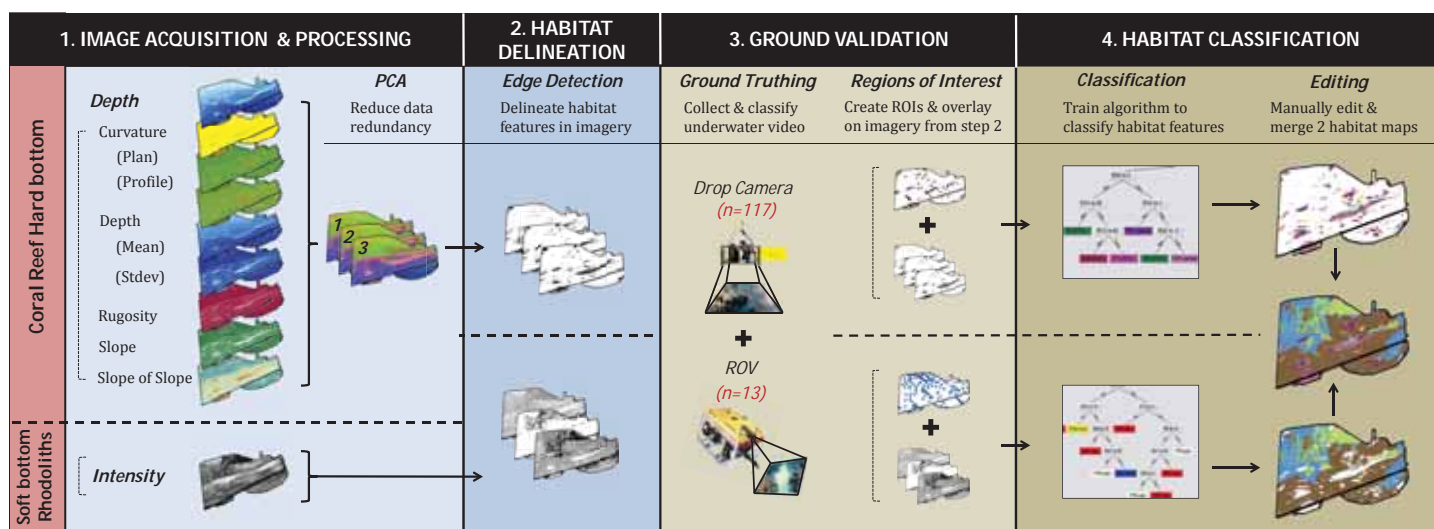 1. IMAGE ACQUISITION & PROCESSING
2. HABITAT
DELINEATION
3. GROUND VALIDATION
4. HABITAT CLASSIFICATION
Coral Reef Hard bottom
Soft bottom
Rhodoliths
Depth
Curvature
(Plan)
(Profile)
Depth
(Mean)
(Stdev)
Rugosity
Slope
Slope of Slope
Intensity
PCA
Reduce data
redundancy
1
2
3
Edge Detection
Delineate habitat
features in imagery
Ground Truthing
Collect & classify
underwater video
Drop Camera
(n=117)
+
ROV
(n=13)
Regions of Interest
Create ROIs & overlay
on imagery from step 2
+
+
Classification
Train algorithm to
classify habitat features
Editing
Manually edit &
merge 2 habitat maps